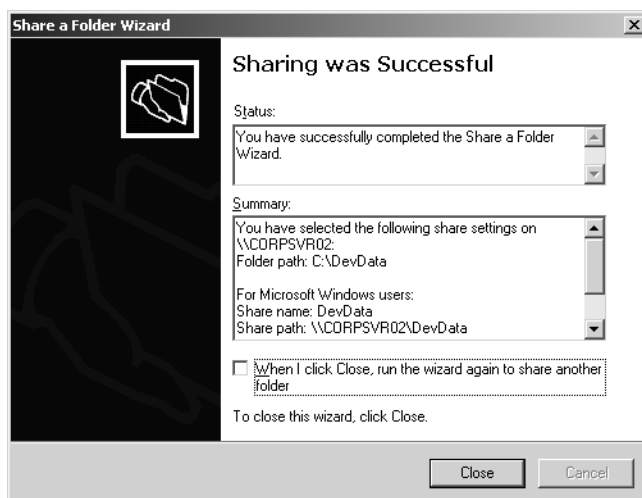 Share a Folder Wizard
Sharing was Successful
Status:
You have successfully completed the Share a Folder
Wizard.
Summary:
You have selected the following share settings on
\\CORPSVR02:
Folder path: C:\DevData
For Microsoft Windows users:
Share name: DevData
Share path: \\CORPSVR02\DevData
When I click Close, run the wizard again to share another
folder
To close this wizard, click Close.
Close
Cancel